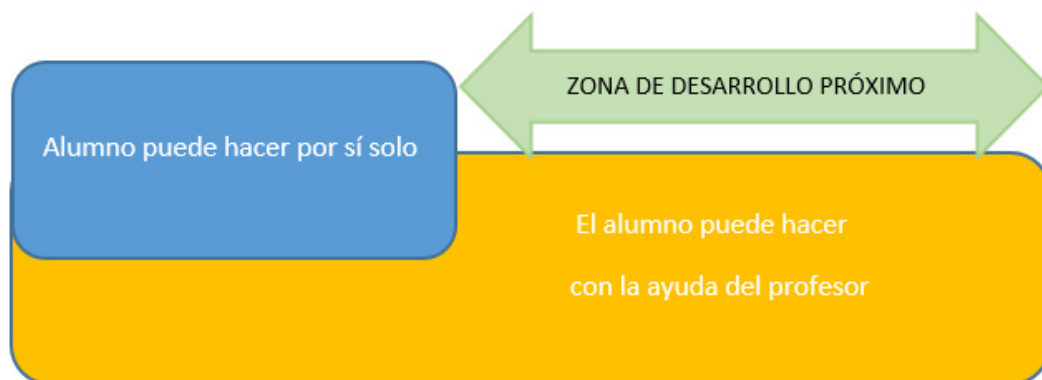 ZONA DE DESARROLLO PRÓXIMO
Alumno puede hacer por sí solo
El alumno puede hacer
con la ayuda del profesor